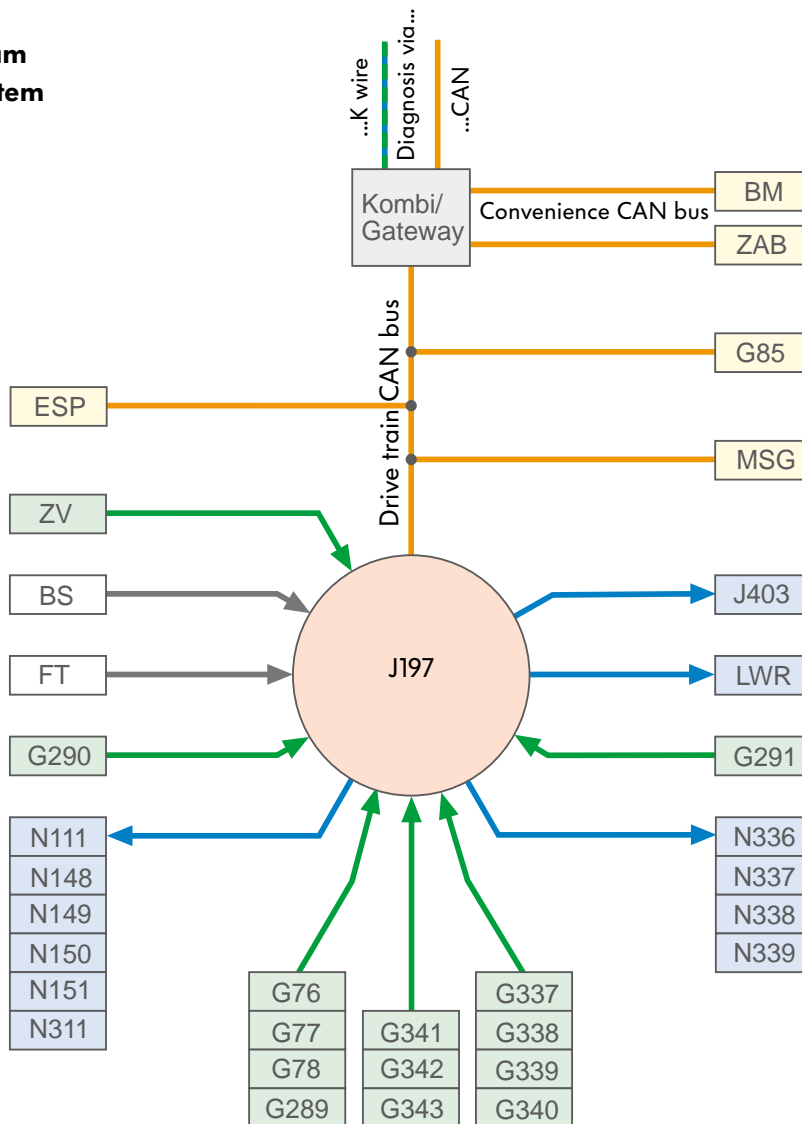 ...K wire
Diagnosis via...
...CAN
Kombi/
Gateway
Convenience CAN bus
BM
ZAB
Drive train CAN bus
G85
ESP
MSG
ZV
BS
J403
FT
J197
LWR
G290
G291
N111
N148
N149
N150
N151
N311
N336
N337
N338
N339
G76
G77
G78
G289
G341
G342
G343
G337
G338
G339
G340